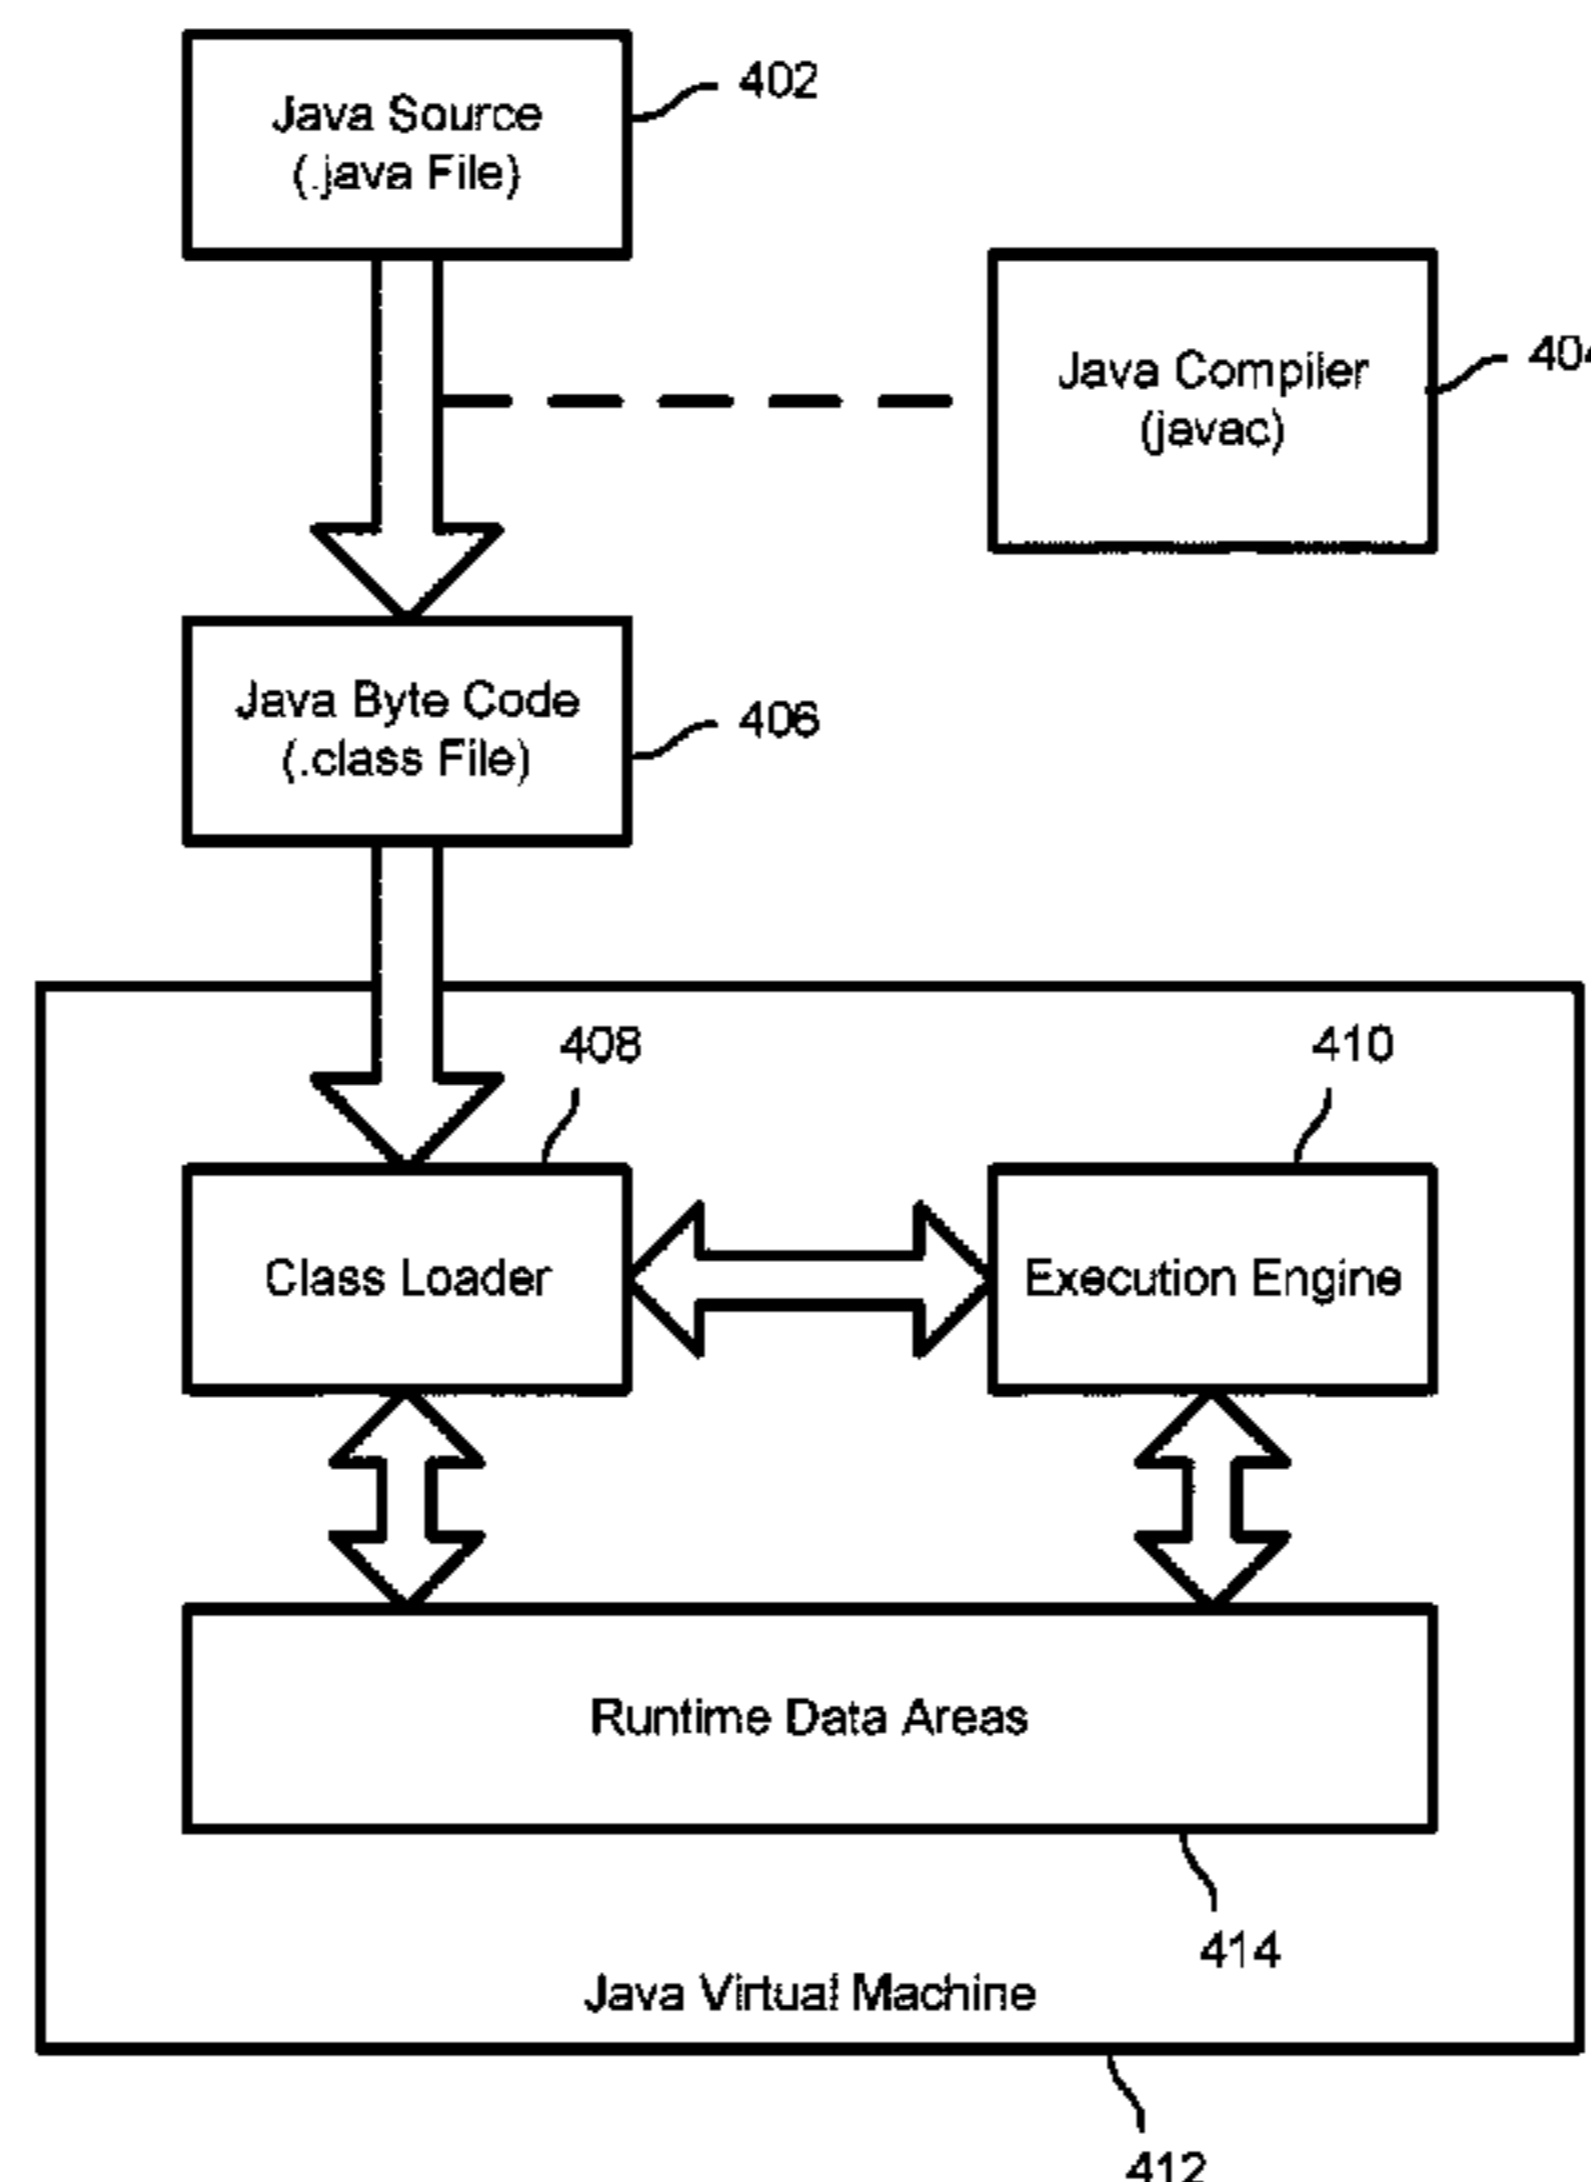 Java Source
(.java File)
402
Java Compiler
(javac)
404
Java Byte Code
(.class File)
406
408
410
Class Loader
Execution Engine
Runtime Data Areas
414
Java Virtual Machine
412